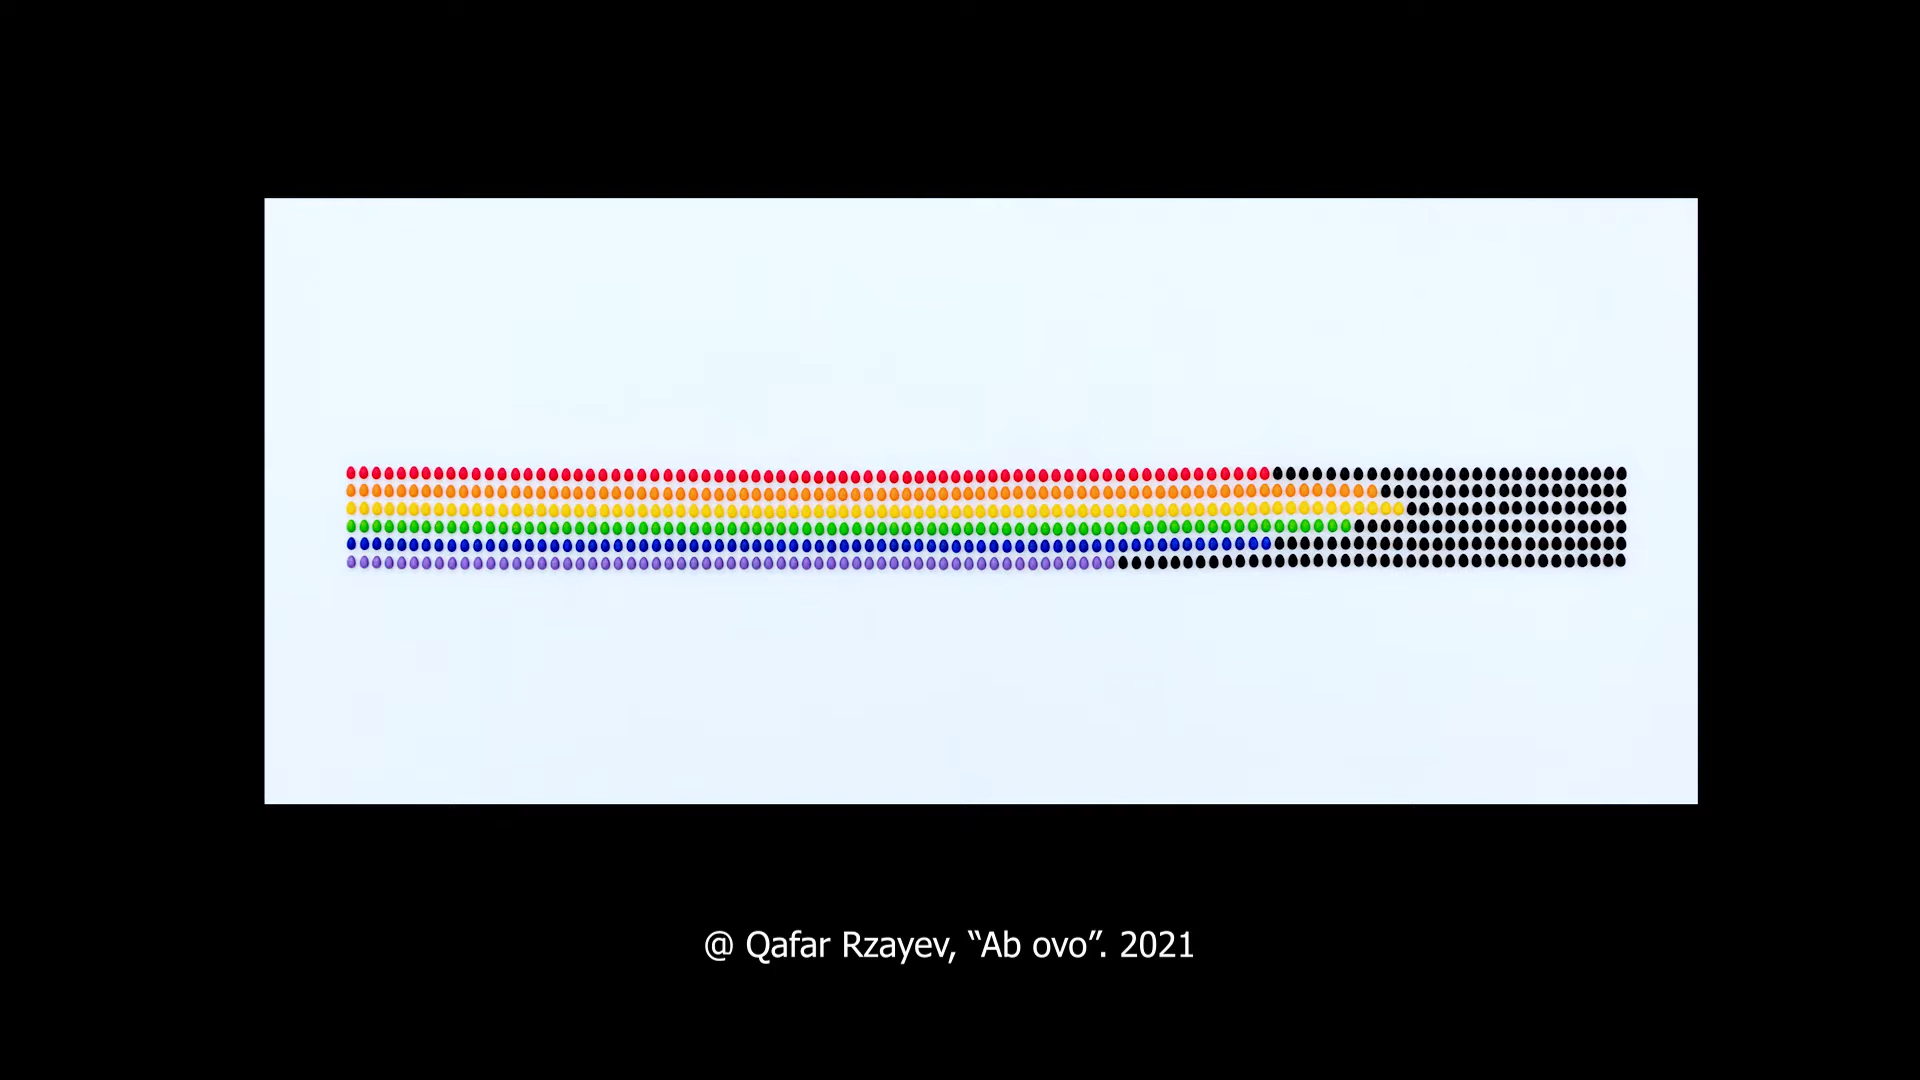 @ Qafar Rzayev, “Ab ovo”. 2021